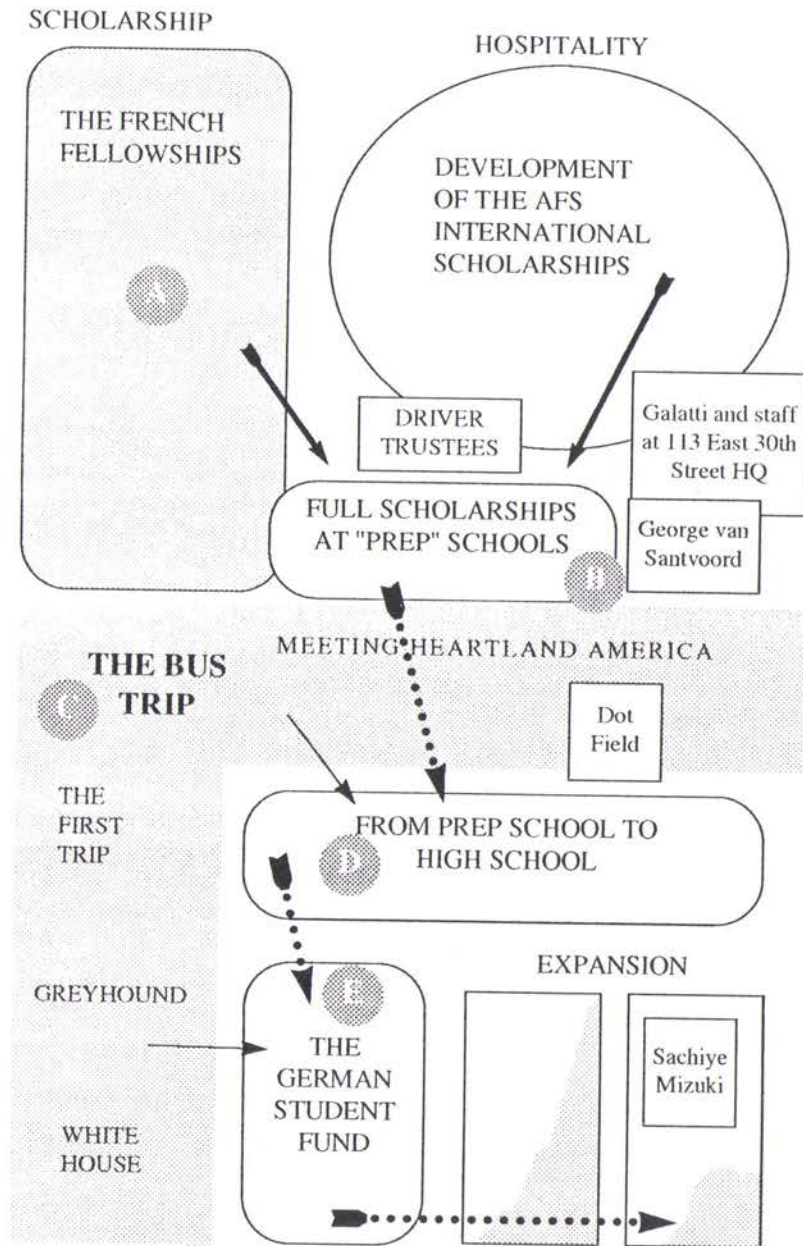 SCHOLARSHIP
HOSPITALITY
THE FRENCH
FELLOWSHIPS
A
DEVELOPMENT
OF THE AFS
INTERNATIONAL
SCHOLARSHIPS
DRIVER
TRUSTEES
Galatti and staff
at 113 East 30th
Street HQ
FULL SCHOLARSHIPS
AT "PREP" SCHOOLS
B
George van
Santvoord
MEETING HEARTLAND AMERICA
C
THE BUS
TRIP
Dot
Field
THE
FIRST
TRIP
FROM PREP SCHOOL TO
HIGH SCHOOL
D
GREYHOUND
E
THE
GERMAN
STUDENT
FUND
EXPANSION
Sachiye
Mizuki
WHITE
HOUSE